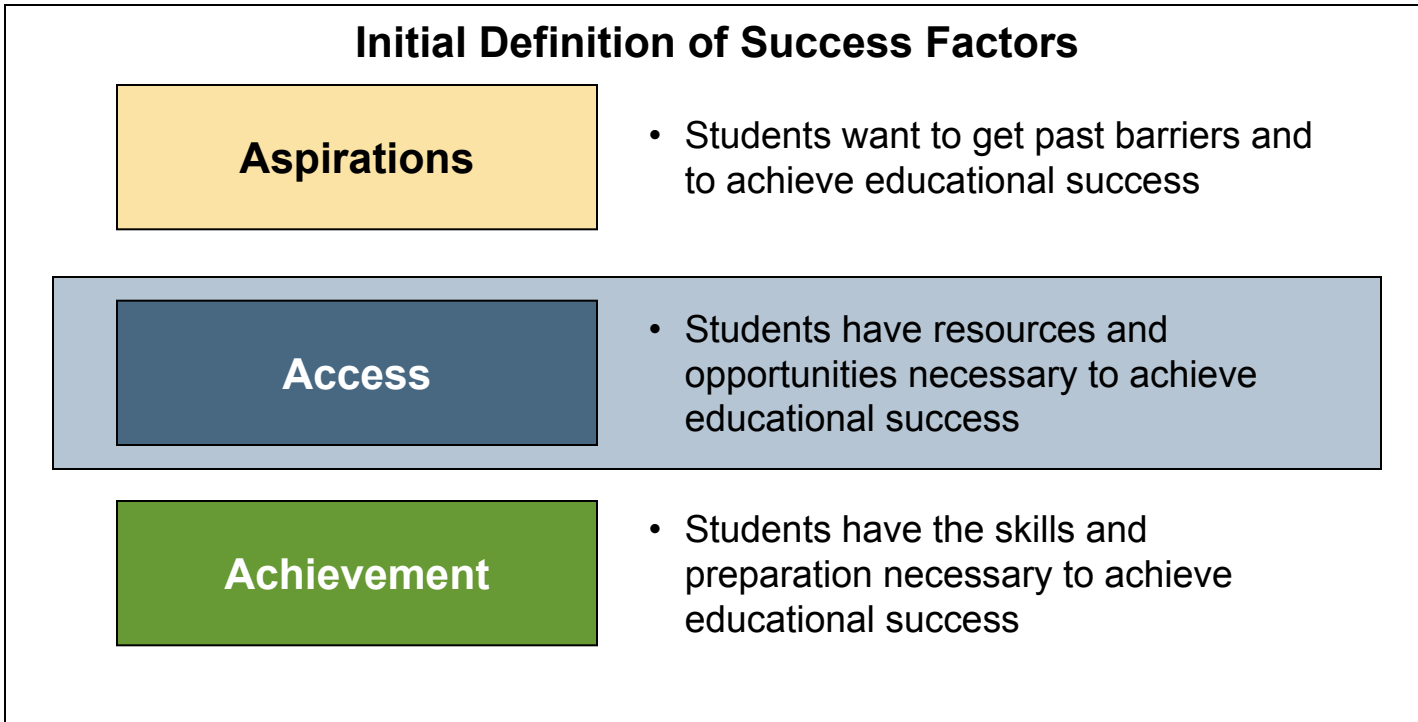 Initial Definition of Success Factors
Aspirations
• Students want to get past barriers and
to achieve educational success
Access
• Students have resources and
opportunities necessary to achieve
educational success
Achievement
• Students have the skills and
preparation necessary to achieve
educational success